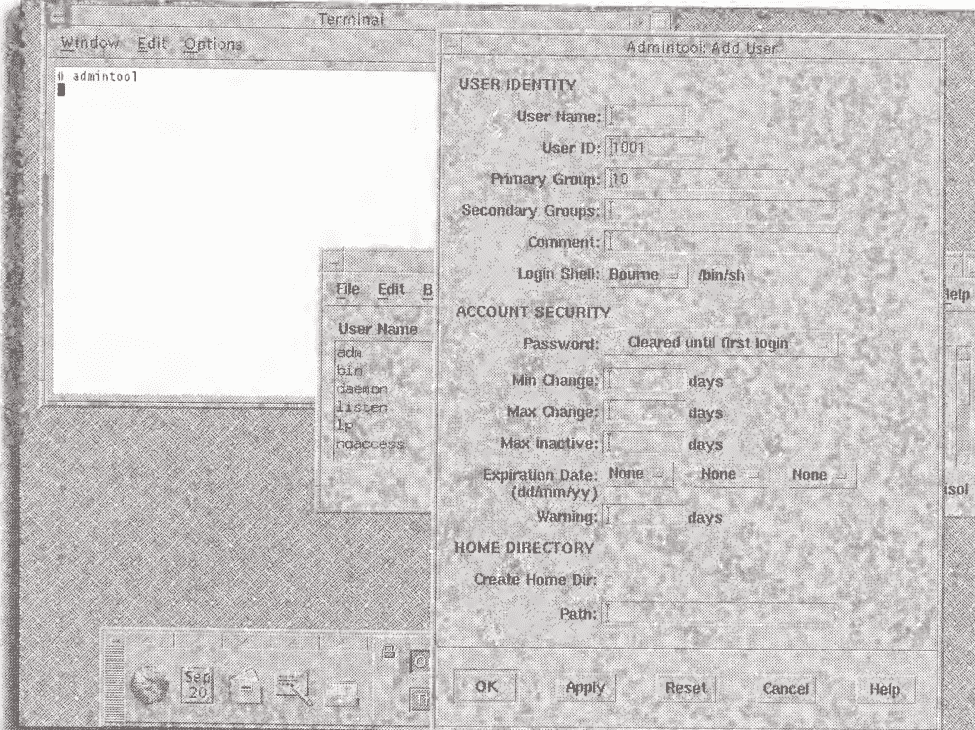 Terminal
Window Edit Options
# admintool
Admintool: Add User
USER IDENTITY
User Name:
User ID: 1001
Primary Group: 10
Secondary Groups:
Comment:
Login Shell: Bourne /bin/sh
ACCOUNT SECURITY
Password: Cleared until first login
Min Change: days
Max Change: days
Max Inactive: days
Expiration Date: None None None
(dd/mm/yy)
Warning: days
HOME DIRECTORY
Create Home Dir:
Path:
OK Apply Reset Cancel Help
File Edit B
User Name
adm
bin
daemon
listen
lp
noaccess
Help
Sep
20